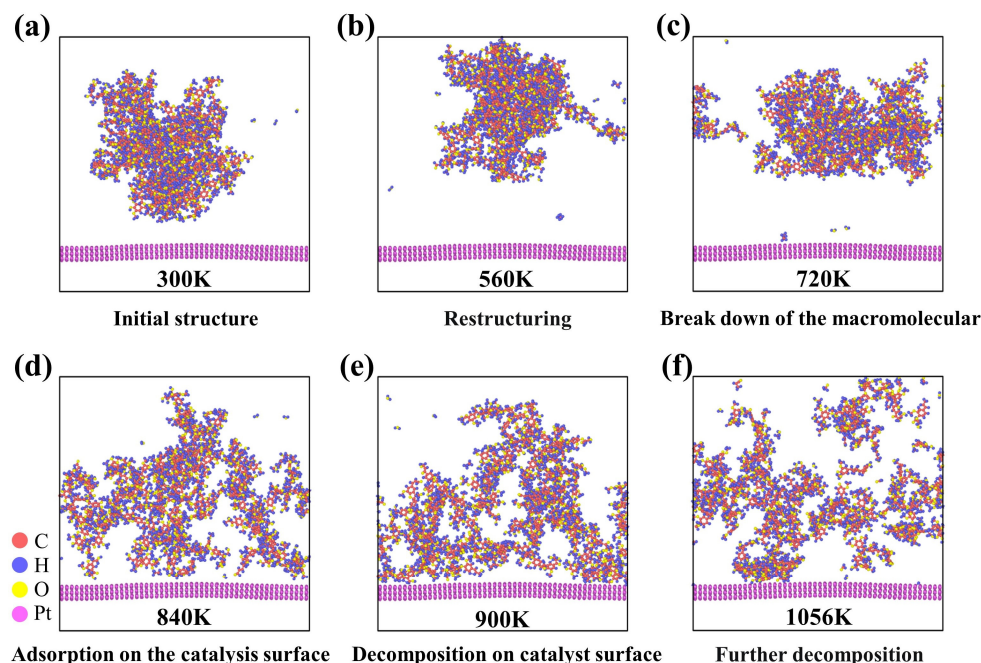 (a)
(b)
(c)
300K
560K
720K
Initial structure
Restructuring
Break down of the macromolecular
(d)
(e)
(f)
C
H
O
Pt
840K
900K
1056K
Adsorption on the catalysis surface
Decomposition on catalyst surface
Further decomposition